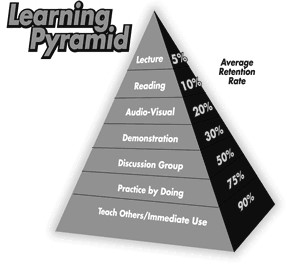 Learning
Pyramid
Average
Retention
Rate
Lecture 5%
Reading 10%
Audio-Visual 20%
Demonstration 30%
Discussion Group 50%
Practice by Doing 75%
Teach Others/Immediate Use 90%